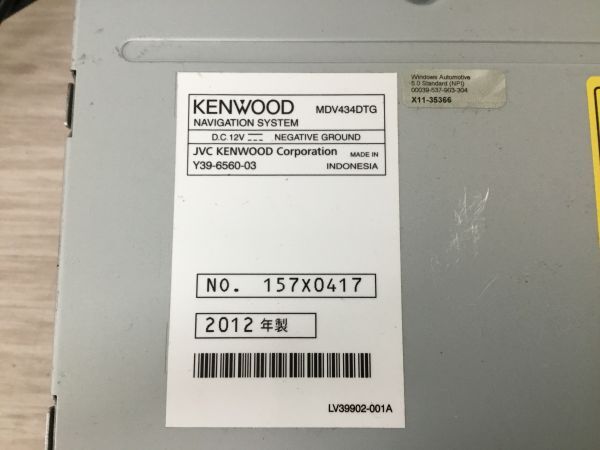 KENWOOD MDV434DTG
NAVIGATION SYSTEM
D.C. 12V NEGATIVE GROUND
JVC KENWOOD Corporation MADE IN
Y39-6560-03 INDONESIA
NO. 157X0417
2012 年製
LV39902-001A
Windows Automotive
5.0 Standard (NPI)
00039-537-903-304
X11-35366